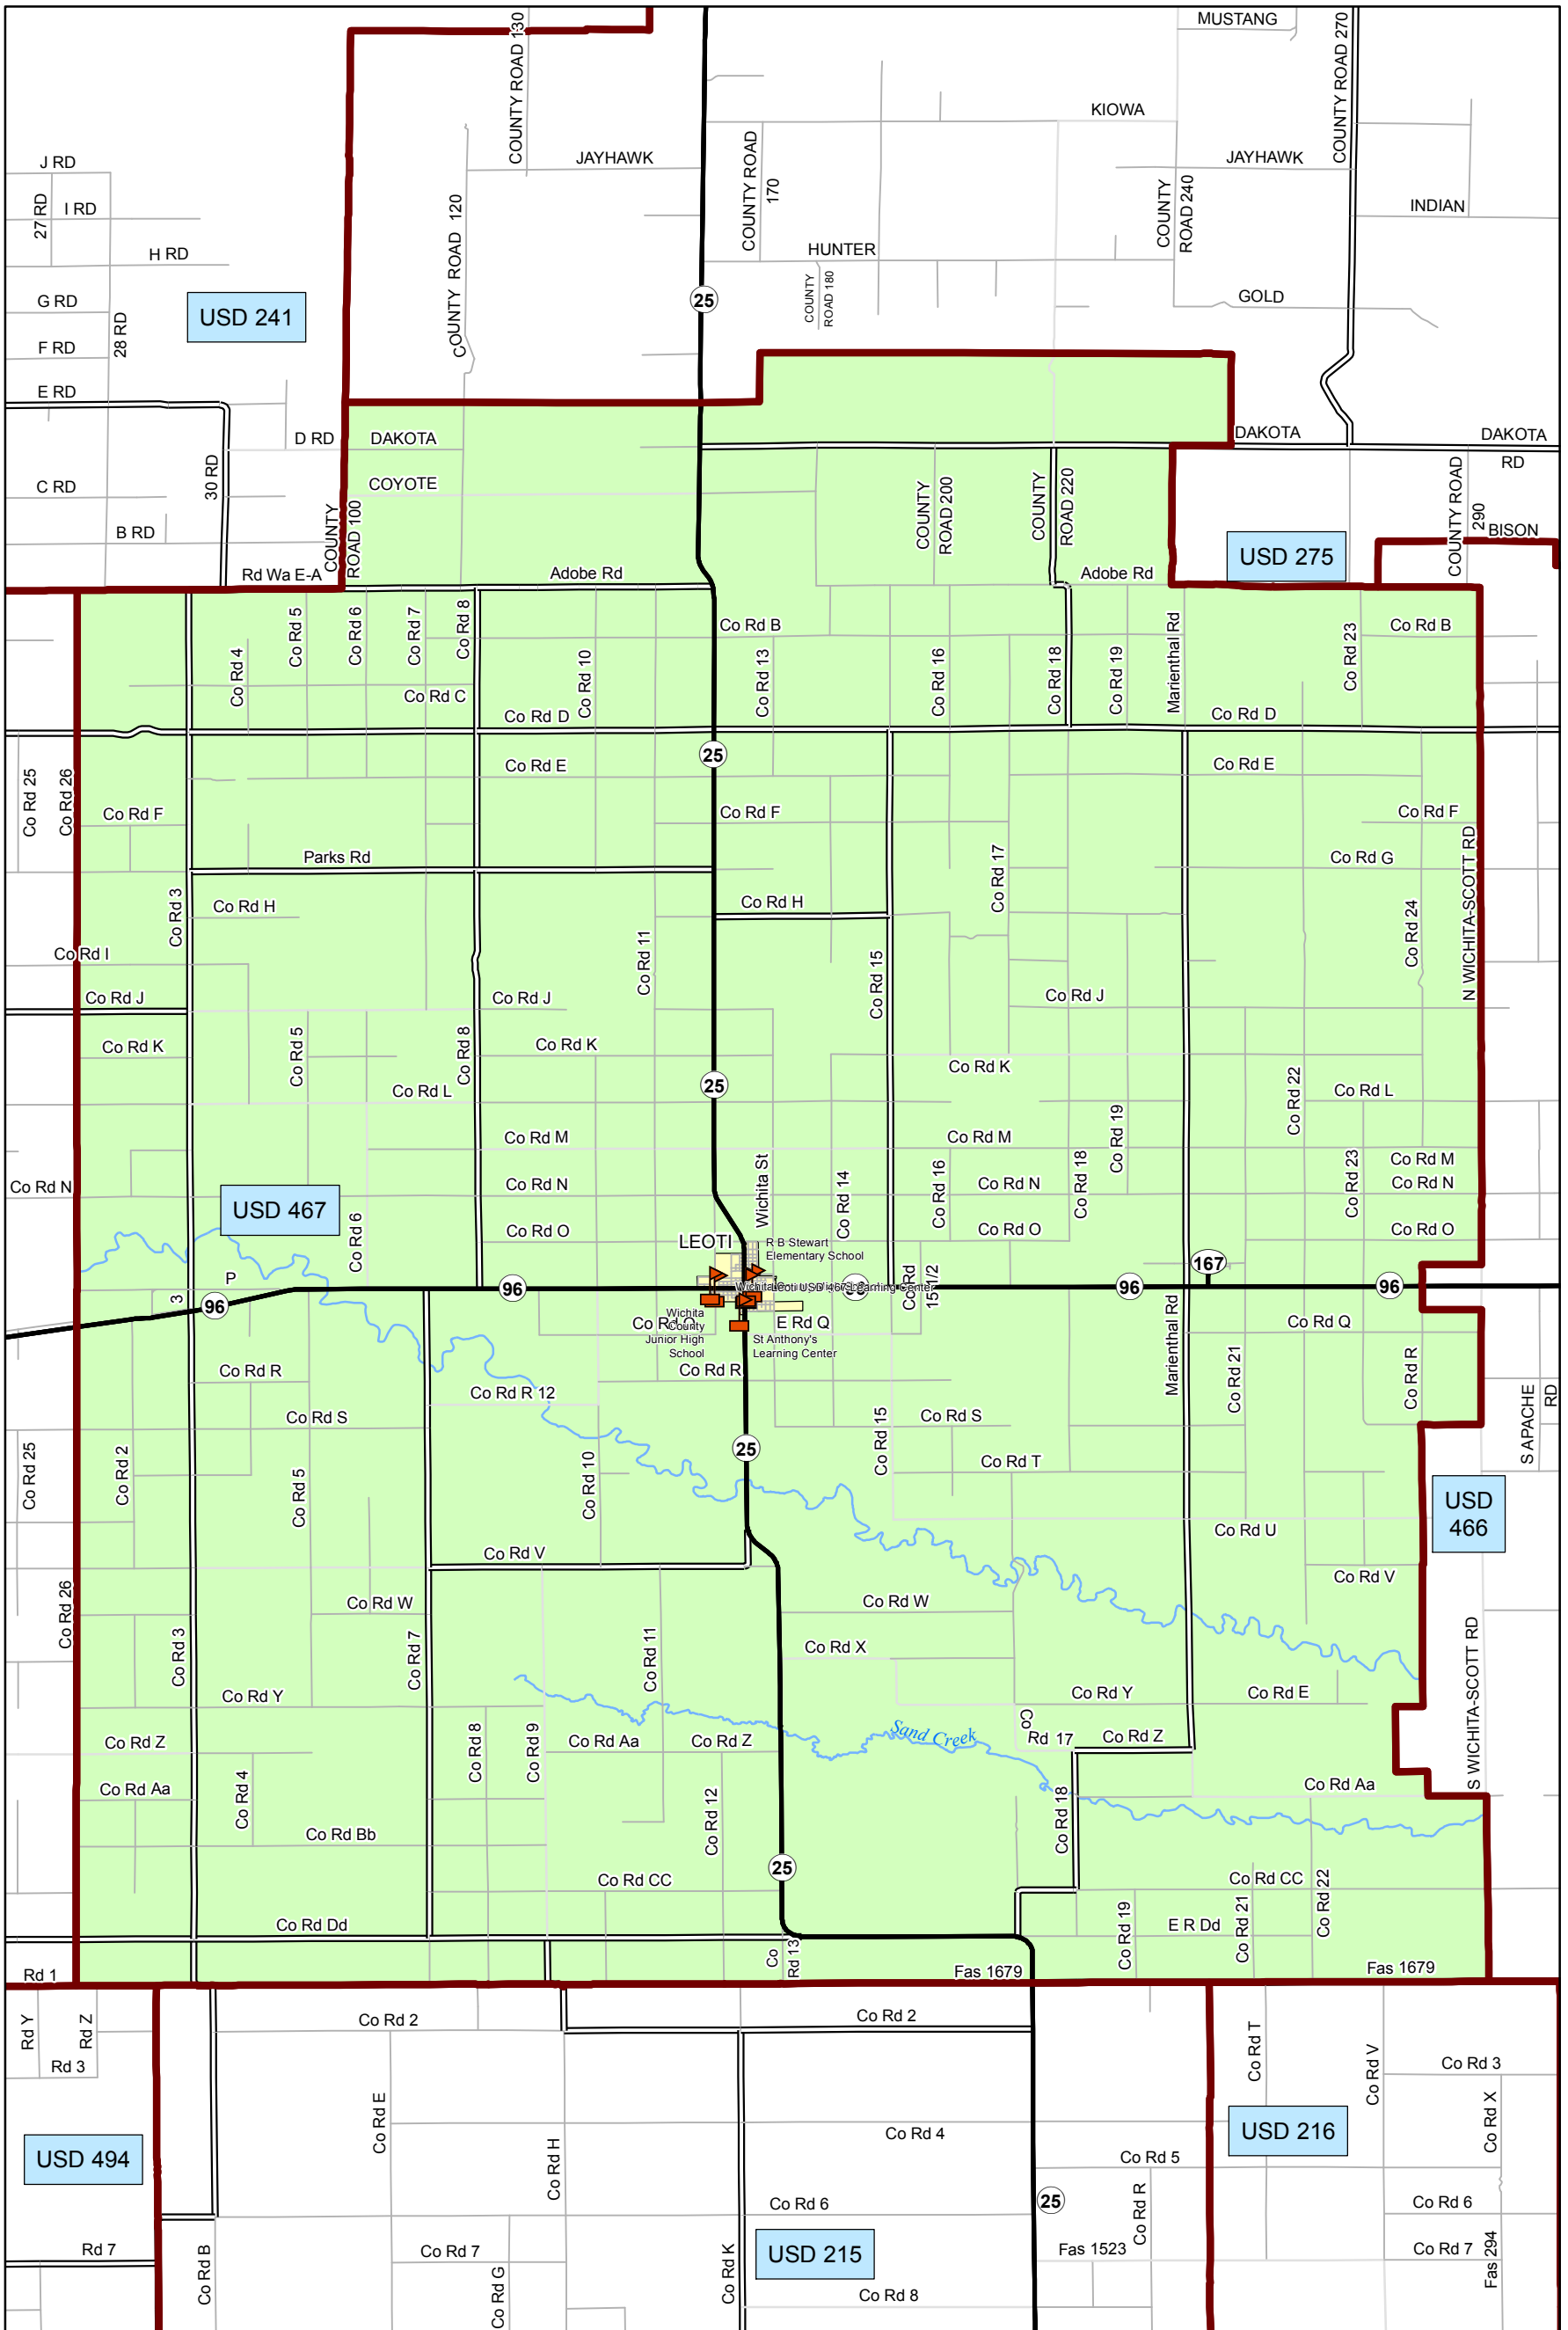 MUSTANG
COUNTY ROAD 130
COUNTY ROAD 270
KIOWA
J RD
JAYHAWK
COUNTY ROAD
170
JAYHAWK
27 RD
I RD
COUNTY ROAD 120
COUNTY
ROAD 240
INDIAN
H RD
HUNTER
G RD
USD 241
25
COUNTY
ROAD 180
GOLD
28 RD
F RD
E RD
D RD
DAKOTA
DAKOTA
DAKOTA
RD
30 RD
C RD
COYOTE
COUNTY
ROAD 100
COUNTY
ROAD 200
COUNTY
ROAD 220
COUNTY ROAD
290
B RD
BISON
USD 275
Rd Wa E-A
Adobe Rd
Adobe Rd
Co Rd 4
Co Rd 5
Co Rd 6
Co Rd 7
Co Rd 8
Co Rd 10
Co Rd B
Co Rd 13
Co Rd 16
Co Rd 18
Co Rd 19
Marienthal Rd
Co Rd 23
Co Rd B
Co Rd C
Co Rd D
Co Rd D
25
Co Rd E
Co Rd E
Co Rd 25
Co Rd 26
Co Rd F
Co Rd F
Co Rd F
Parks Rd
Co Rd G
N WICHITA-SCOTT RD
Co Rd 3
Co Rd H
Co Rd H
Co Rd 17
Co Rd 24
Co Rd I
Co Rd 11
Co Rd 15
Co Rd J
Co Rd J
Co Rd J
Co Rd K
Co Rd 5
Co Rd 8
Co Rd K
Co Rd K
Co Rd L
25
Co Rd 22
Co Rd L
Co Rd M
Co Rd M
Co Rd 19
Co Rd M
Co Rd N
Co Rd N
Wichita St
Co Rd 14
Co Rd 16
Co Rd N
Co Rd 18
Co Rd 23
Co Rd N
USD 467
Co Rd 6
Co Rd O
Co Rd O
Co Rd O
LEOTI
R B Stewart
Elementary School
P
3
96
96
96
167
96
Co Rd
15 1/2
Wichita
County
Junior High
School
E Rd Q
St Anthony's
Learning Center
Co Rd Q
Co Rd R
Co Rd R
Co Rd R 12
Marienthal Rd
Co Rd 21
Co Rd R
S APACHE
RD
Co Rd S
Co Rd S
Co Rd 25
Co Rd 2
Co Rd 5
Co Rd 10
25
Co Rd 15
Co Rd T
USD
466
Co Rd U
Co Rd V
Co Rd V
Co Rd 26
Co Rd W
Co Rd W
Co Rd 3
Co Rd 7
Co Rd 11
Co Rd X
S WICHITA-SCOTT RD
Co Rd Y
Co Rd Y
Co Rd E
Co Rd Z
Co Rd 8
Co Rd 9
Co Rd Aa
Co Rd Z
Sand Creek
Co
Rd 17
Co Rd Z
Co Rd Aa
Co Rd 4
Co Rd 12
Co Rd 18
Co Rd Aa
Co Rd Bb
25
Co Rd CC
Co Rd CC
Co Rd 22
Co Rd Dd
Co
Rd 13
Co Rd 19
E R Dd
Co Rd 21
Rd 1
Fas 1679
Fas 1679
Rd Y
Rd Z
Co Rd 2
Co Rd 2
Co Rd T
Co Rd V
Rd 3
Co Rd 3
Co Rd E
Co Rd X
USD 494
Co Rd H
Co Rd 4
USD 216
Co Rd 5
25
Co Rd R
Co Rd 6
Co Rd 6
Rd 7
Co Rd B
Co Rd 7
Co Rd G
Co Rd K
USD 215
Fas 1523
Co Rd 7
Fas 294
Co Rd 8